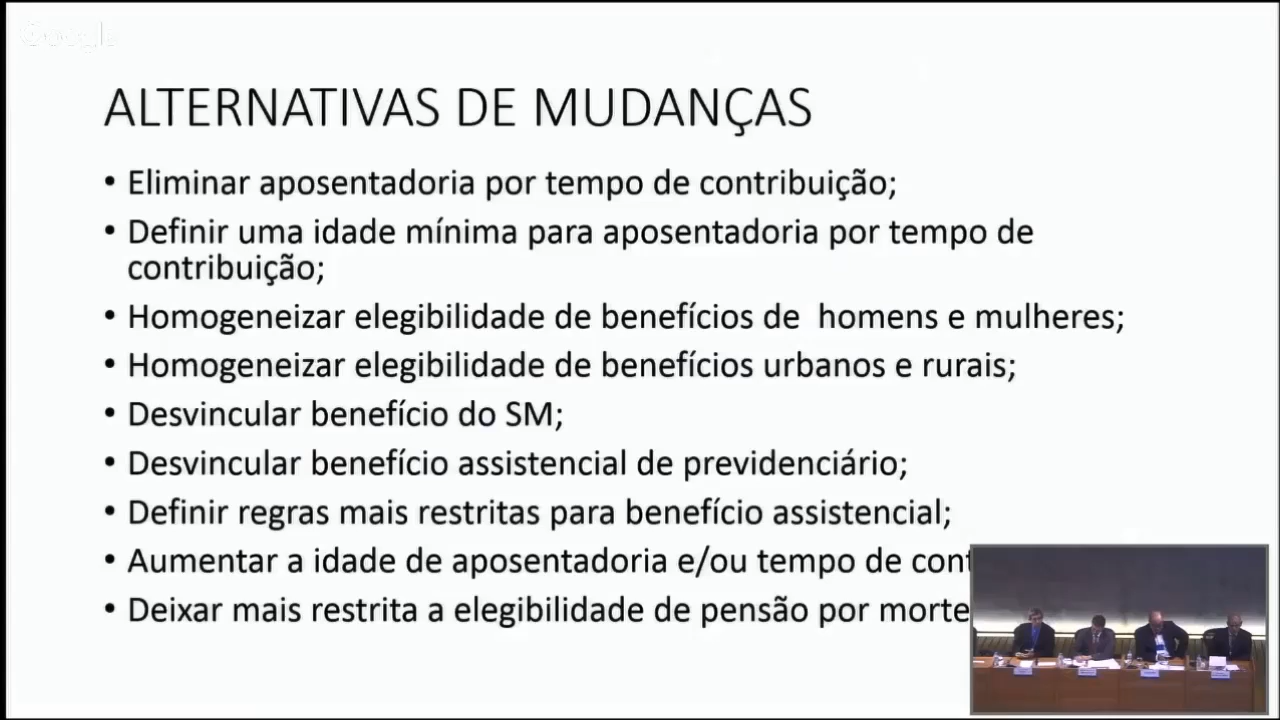 ALTERNATIVAS DE MUDANÇAS
• Eliminar aposentadoria por tempo de contribuição;
• Definir uma idade mínima para aposentadoria por tempo de
contribuição;
• Homogeneizar elegibilidade de benefícios de homens e mulheres;
• Homogeneizar elegibilidade de benefícios urbanos e rurais;
• Desvincular benefício do SM;
• Desvincular benefício assistencial de previdenciário;
• Definir regras mais restritas para benefício assistencial;
• Aumentar a idade de aposentadoria e/ou tempo de cont
• Deixar mais restrita a elegibilidade de pensão por morte